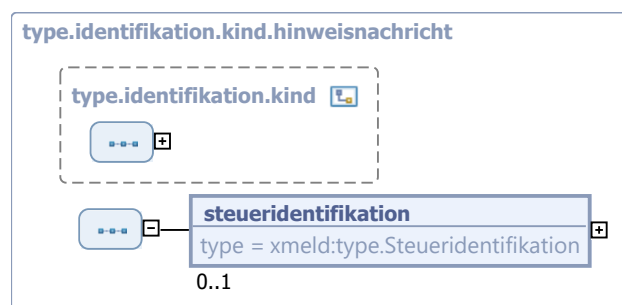 type.identifikation.kind.hinweisnachricht
type.identifikation.kind
steueridentifikation
type = xmeld:type.Steueridentifikation
0..1